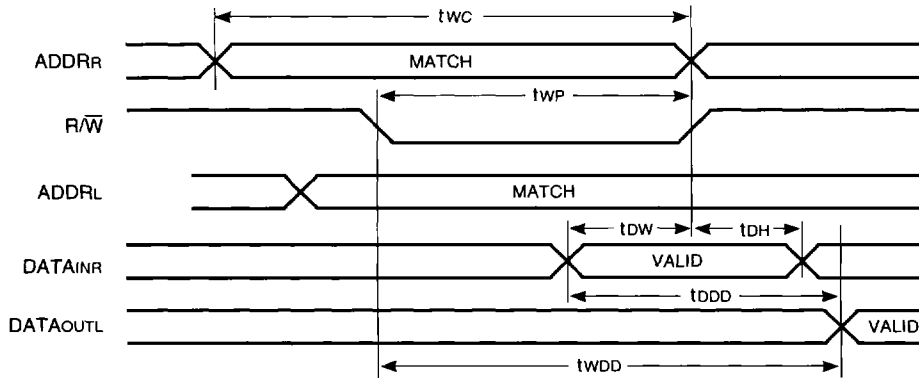 tWC
ADDRR MATCH
tWP
R/W̅
ADDRL MATCH
tDW tDH
DATAINR VALID
tDDD
DATAOUTL VALID
tWDD